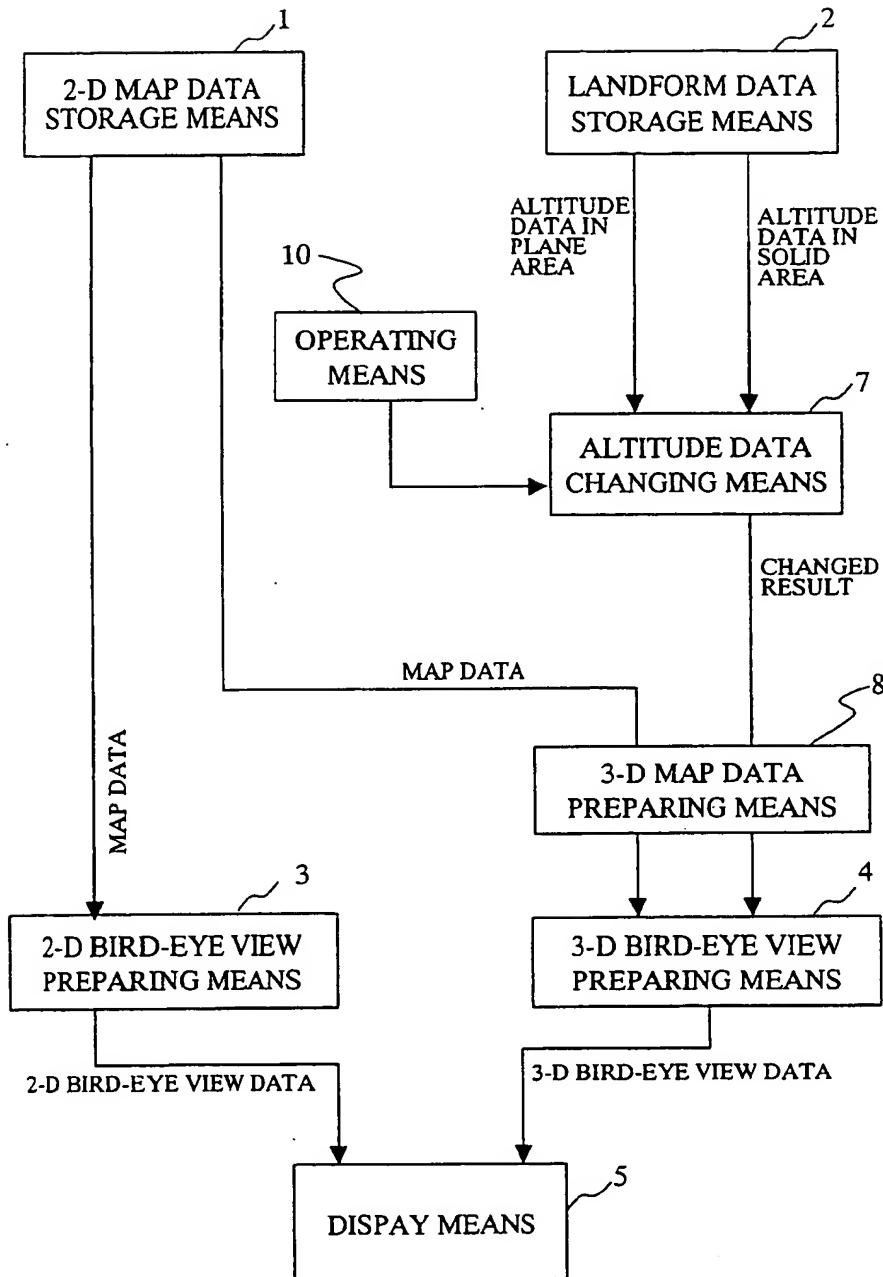 1
2-D MAP DATA
STORAGE MEANS
2
LANDFORM DATA
STORAGE MEANS
ALTITUDE
DATA IN
PLANE
AREA
ALTITUDE
DATA IN
SOLID
AREA
10
OPERATING
MEANS
7
ALTITUDE DATA
CHANGING MEANS
CHANGED
RESULT
MAP DATA
MAP DATA
8
3-D MAP DATA
PREPARING MEANS
3
2-D BIRD-EYE VIEW
PREPARING MEANS
4
3-D BIRD-EYE VIEW
PREPARING MEANS
2-D BIRD-EYE VIEW DATA
3-D BIRD-EYE VIEW DATA
5
DISPAY MEANS